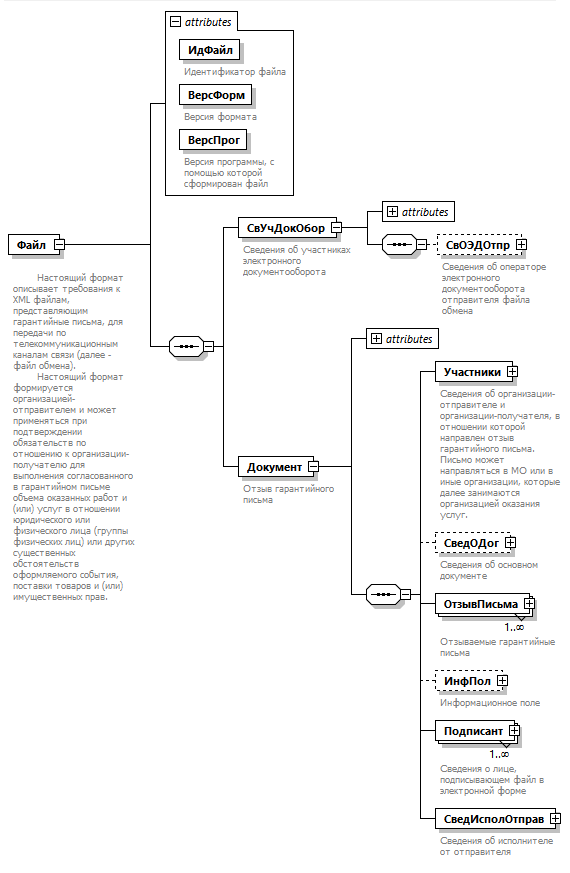 attributes
ИдФайл
Идентификатор файла
ВерсФорм
Версия формата
ВерсПрог
Версия программы, с
помощью которой
сформирован файл
Файл
Настоящий формат
описывает требования к
XML файлам,
представляющим
гарантийные письма, для
передачи по
телекоммуникационным
каналам связи (далее -
файл обмена).
Настоящий формат
формируется
организацией-
отправителем и может
применяться при
подтверждении
обязательств по
отношению к организации-
получателю для
выполнения согласованного
в гарантийном письме
объема оказанных работ и
(или) услуг в отношении
юридического или
физического лица (группы
физических лиц) или других
существенных
обстоятельств
оформляемого события,
поставки товаров и (или)
имущественных прав.
СвУчДокОбор
Сведения об участниках
электронного
документооборота
attributes
СвОЭДОтпр
Сведения об операторе
электронного
документооборота
отправителя файла
обмена
Документ
Отзыв гарантийного
письма
attributes
Участники
Сведения об организации-
отправителе и
организации-получателя, в
отношении которой
направлен отзыв
гарантийного письма.
Письмо может
направляться в МО или в
иные организации, которые
далее занимаются
организацией оказания
услуг.
СведОДог
Сведения об основном
документе
ОтзывПисьма
1..∞
Отзываемые гарантийные
письма
ИнфПол
Информационное поле
Подписант
1..∞
Сведения о лице,
подписывающем файл в
электронной форме
СведИсполОтправ
Сведения об исполнителе
от отправителя